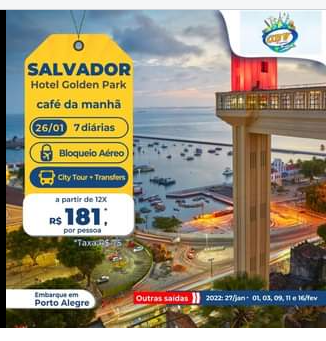 SALVADOR
Hotel Golden Park
café da manhã
26/01 7 diárias
Bloqueio Aéreo
City Tour + Transfers
a partir de 12X
R$ 181,
por pessoa
Embarque em
Porto Alegre
Outras saídas
2022: 27/jan • 01, 03, 09, 11 e 16/fev